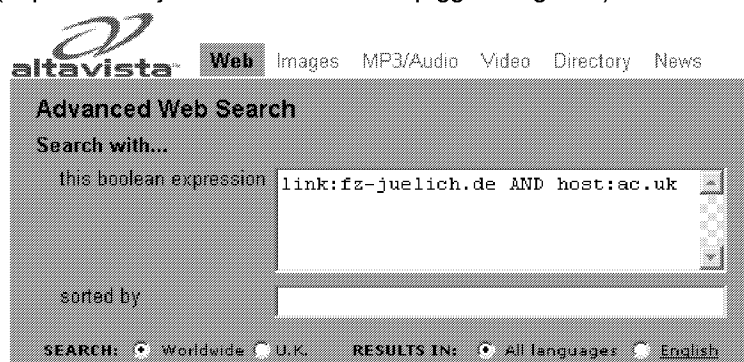 altavista™ Web Images MP3/Audio Video Directory News
Advanced Web Search
Search with...
this boolean expression link:fz-juelich.de AND host:ac.uk
sorted by
SEARCH: Worldwide U.K. RESULTS IN: All languages English